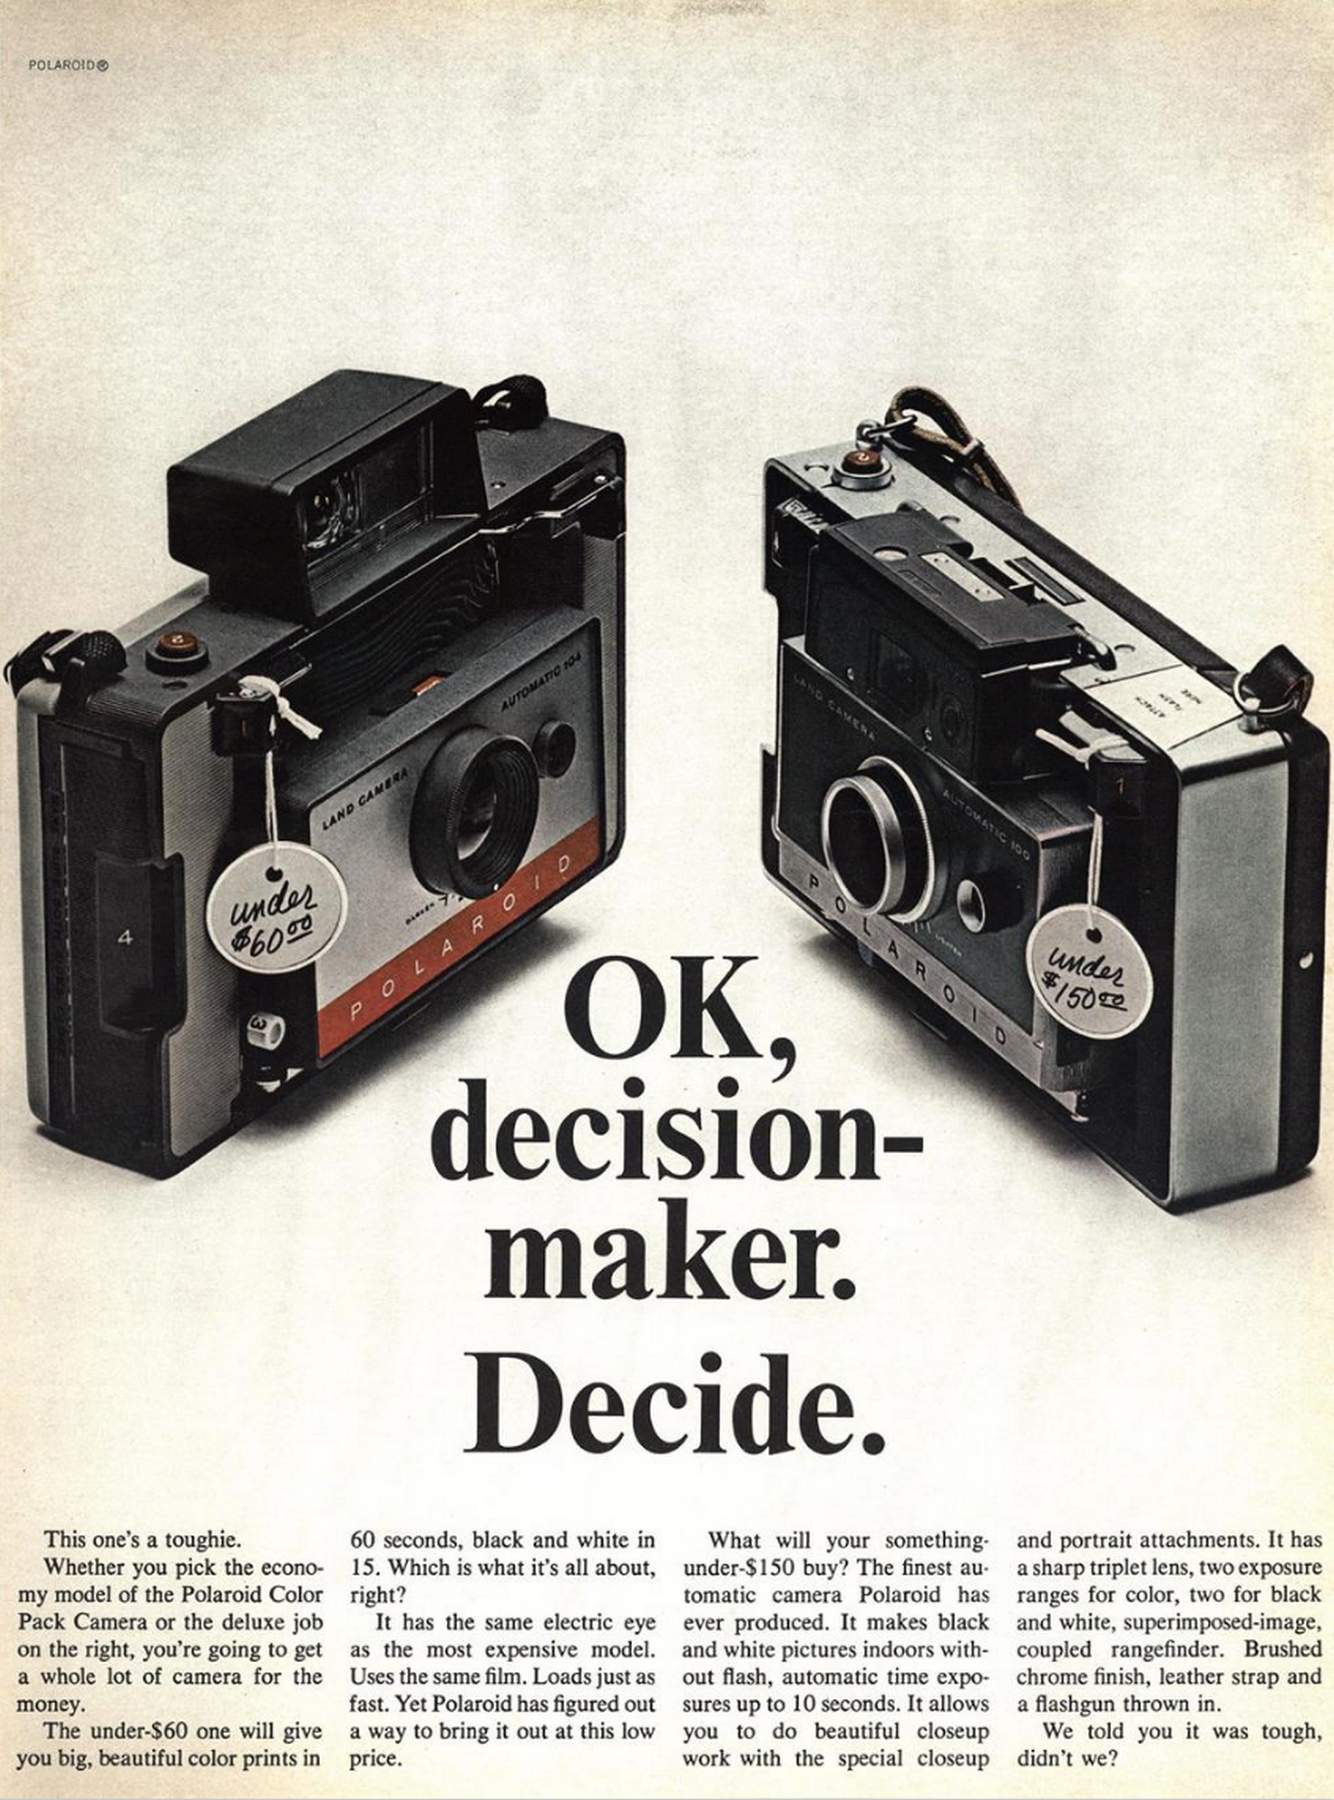 POLAROID®
AUTOMATIC 104
LAND CAMERA
POLAROID
4
3
under
$60.00
ATTACH
FLASH
HERE
LAND CAMERA
AUTOMATIC 100
POLAROID
1
under
$150.00
OK,
decision-
maker.
Decide.
This one's a toughie.
Whether you pick the econo-
my model of the Polaroid Color
Pack Camera or the deluxe job
on the right, you're going to get
a whole lot of camera for the
money.
The under-$60 one will give
you big, beautiful color prints in
60 seconds, black and white in
15. Which is what it's all about,
right?
It has the same electric eye
as the most expensive model.
Uses the same film. Loads just as
fast. Yet Polaroid has figured out
a way to bring it out at this low
price.
What will your something-
under-$150 buy? The finest au-
tomatic camera Polaroid has
ever produced. It makes black
and white pictures indoors with-
out flash, automatic time expo-
sures up to 10 seconds. It allows
you to do beautiful closeup
work with the special closeup
and portrait attachments. It has
a sharp triplet lens, two exposure
ranges for color, two for black
and white, superimposed-image,
coupled rangefinder. Brushed
chrome finish, leather strap and
a flashgun thrown in.
We told you it was tough,
didn't we?